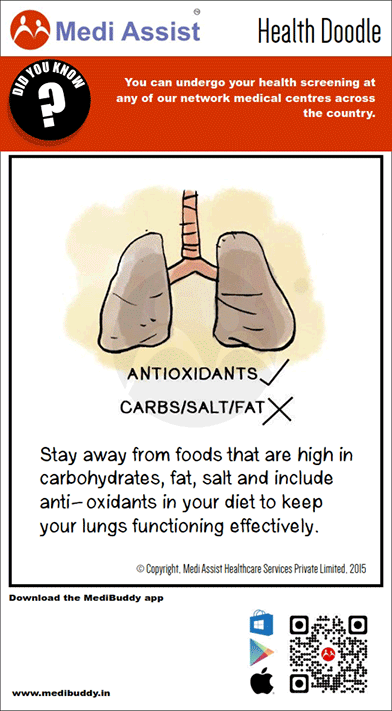 Medi Assist
Health Doodle
DID YOU KNOW
?
You can undergo your health screening at
any of our network medical centres across
the country.
ANTIOXIDANTS
CARBS/SALT/FAT
Stay away from foods that are high in
carbohydrates, fat, salt and include
anti-oxidants in your diet to keep
your lungs functioning effectively.
© Copyright, Medi Assist Healthcare Services Private Limited, 2015
Download the MediBuddy app
www.medibuddy.in